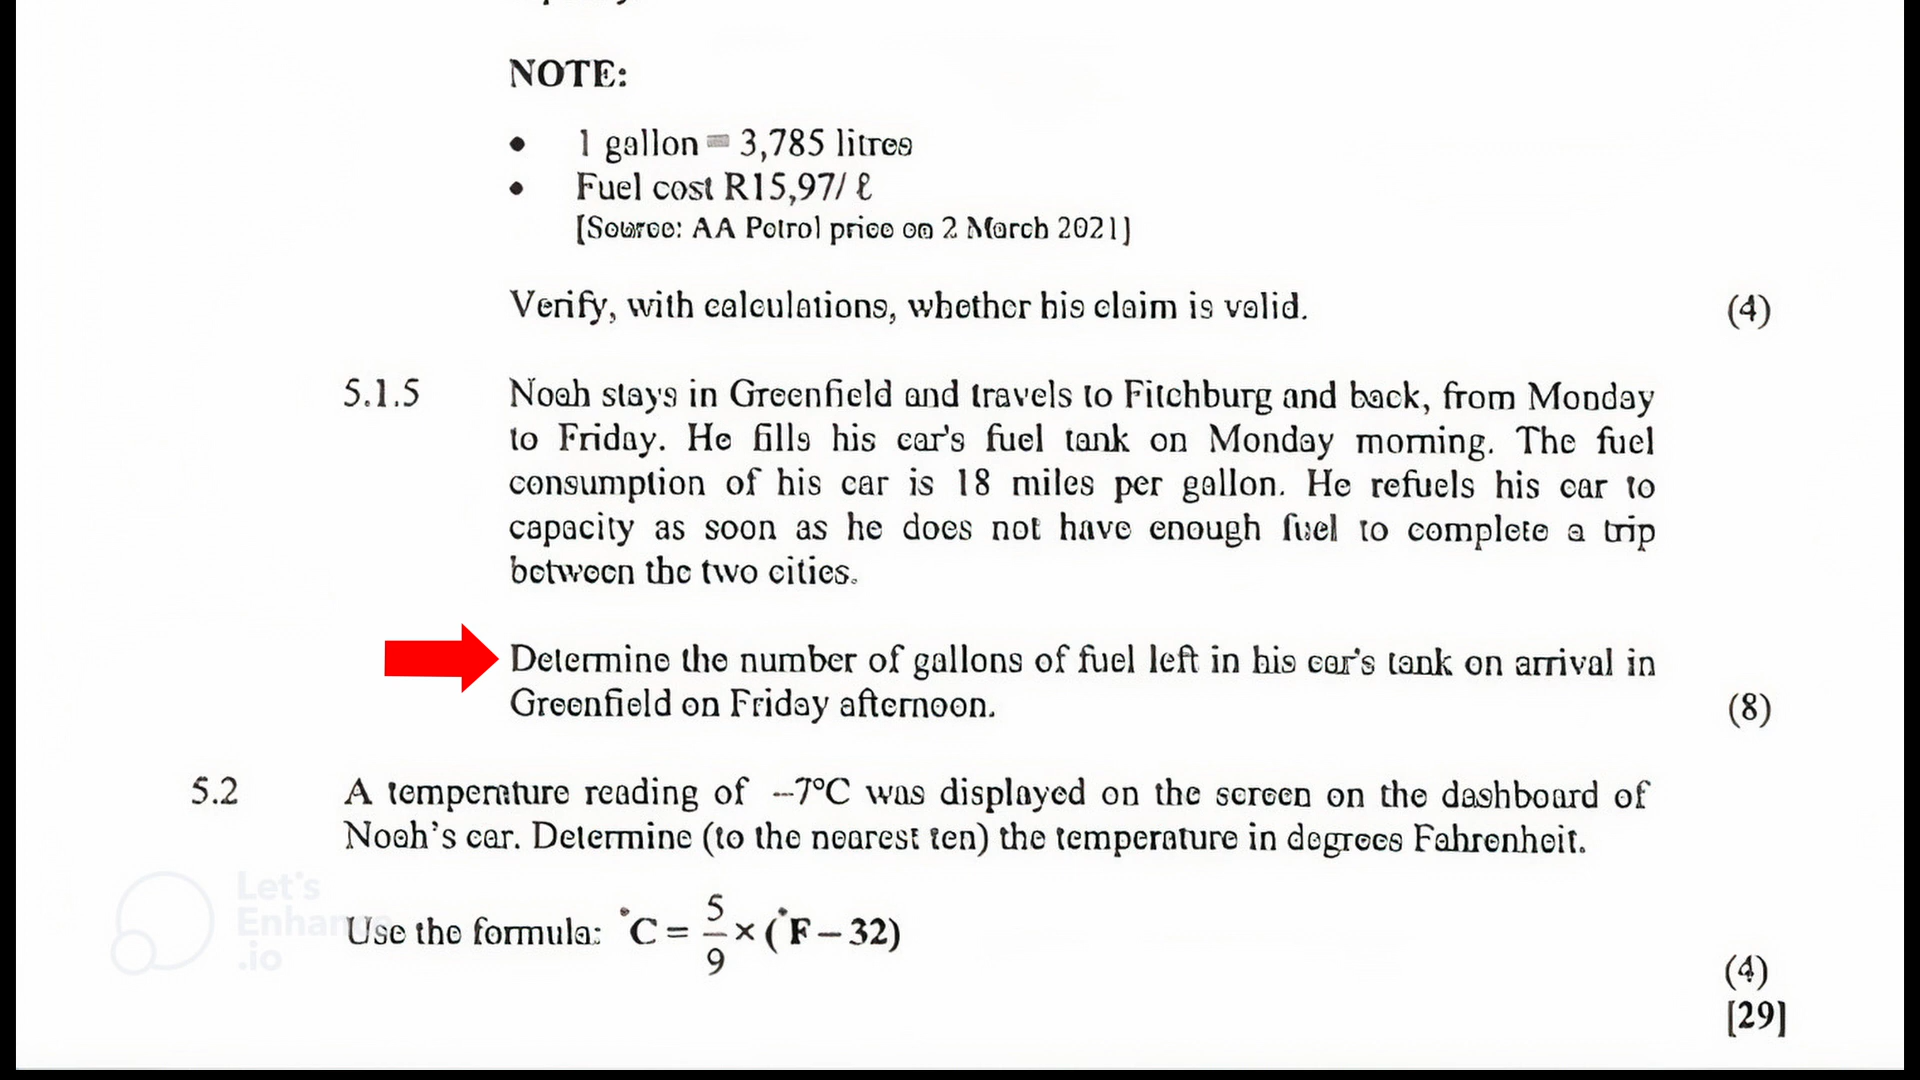 NOTE:
• 1 gallon = 3,785 litres
• Fuel cost R15,97/ ℓ
[Source: AA Petrol price on 2 March 2021]
Verify, with calculations, whether his claim is valid. (4)
5.1.5 Noah stays in Greenfield and travels to Fitchburg and back, from Monday
to Friday. He fills his car's fuel tank on Monday morning. The fuel
consumption of his car is 18 miles per gallon. He refuels his car to
capacity as soon as he does not have enough fuel to complete a trip
between the two cities.
Determine the number of gallons of fuel left in his car's tank on arrival in
Greenfield on Friday afternoon. (8)
5.2 A temperature reading of –7°C was displayed on the screen on the dashboard of
Noah's car. Determine (to the nearest ten) the temperature in degrees Fahrenheit.
Use the formula: °C = 5/9 × (°F – 32)
(4)
[29]
Let's
Enhance
.io